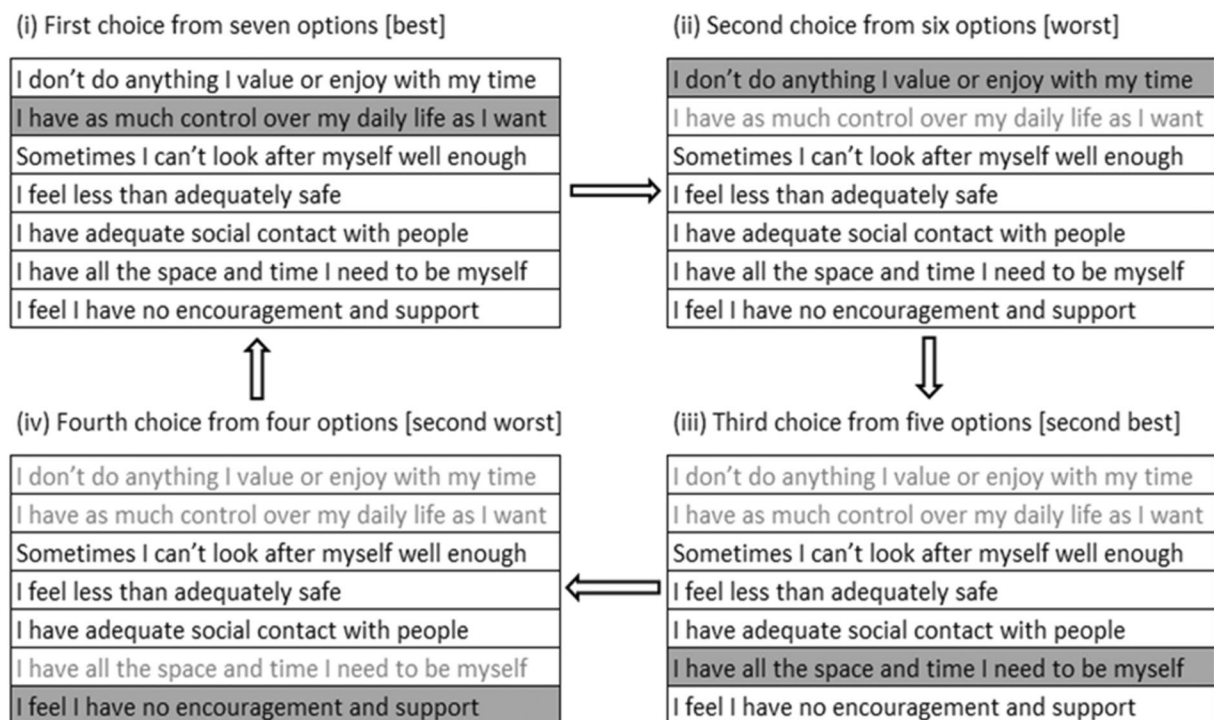 (i) First choice from seven options [best]
I don't do anything I value or enjoy with my time
I have as much control over my daily life as I want
Sometimes I can't look after myself well enough
I feel less than adequately safe
I have adequate social contact with people
I have all the space and time I need to be myself
I feel I have no encouragement and support
(ii) Second choice from six options [worst]
I don't do anything I value or enjoy with my time
I have as much control over my daily life as I want
Sometimes I can't look after myself well enough
I feel less than adequately safe
I have adequate social contact with people
I have all the space and time I need to be myself
I feel I have no encouragement and support
(iii) Third choice from five options [second best]
I don't do anything I value or enjoy with my time
I have as much control over my daily life as I want
Sometimes I can't look after myself well enough
I feel less than adequately safe
I have adequate social contact with people
I have all the space and time I need to be myself
I feel I have no encouragement and support
(iv) Fourth choice from four options [second worst]
I don't do anything I value or enjoy with my time
I have as much control over my daily life as I want
Sometimes I can't look after myself well enough
I feel less than adequately safe
I have adequate social contact with people
I have all the space and time I need to be myself
I feel I have no encouragement and support